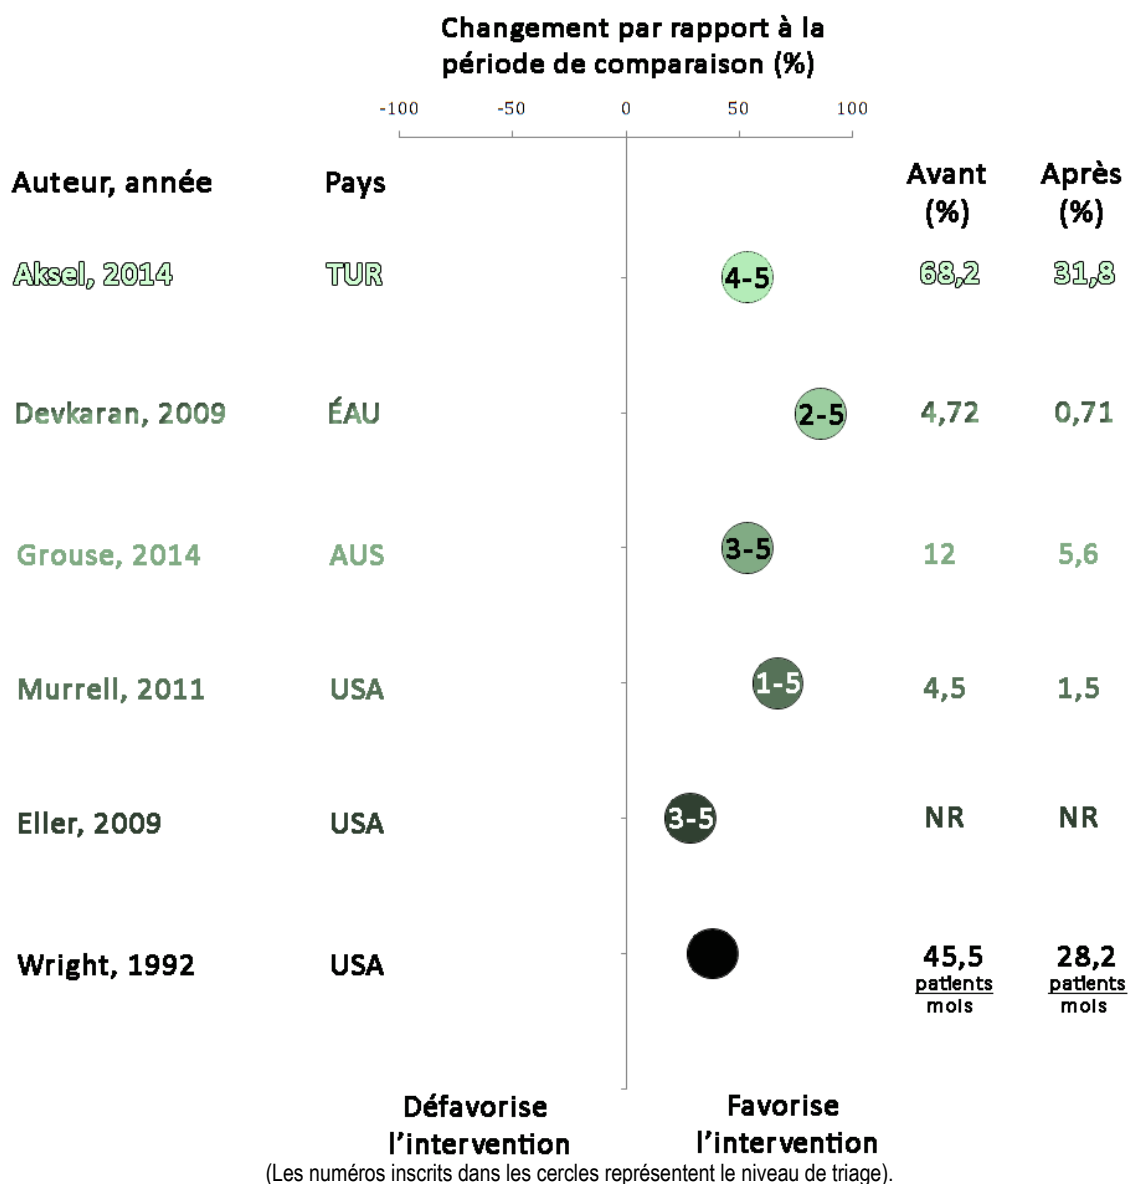 Changement par rapport à la
période de comparaison (%)
-100 -50 0 50 100
Auteur, année Pays Avant (%) Après (%)
Aksel, 2014 TUR 4-5 68,2 31,8
Devkaran, 2009 ÉAU 2-5 4,72 0,71
Grouse, 2014 AUS 3-5 12 5,6
Murrell, 2011 USA 1-5 4,5 1,5
Eller, 2009 USA 3-5 NR NR
Wright, 1992 USA 45,5 patients mois 28,2 patients mois
Défavorise l'intervention
Favorise l'intervention
(Les numéros inscrits dans les cercles représentent le niveau de triage).